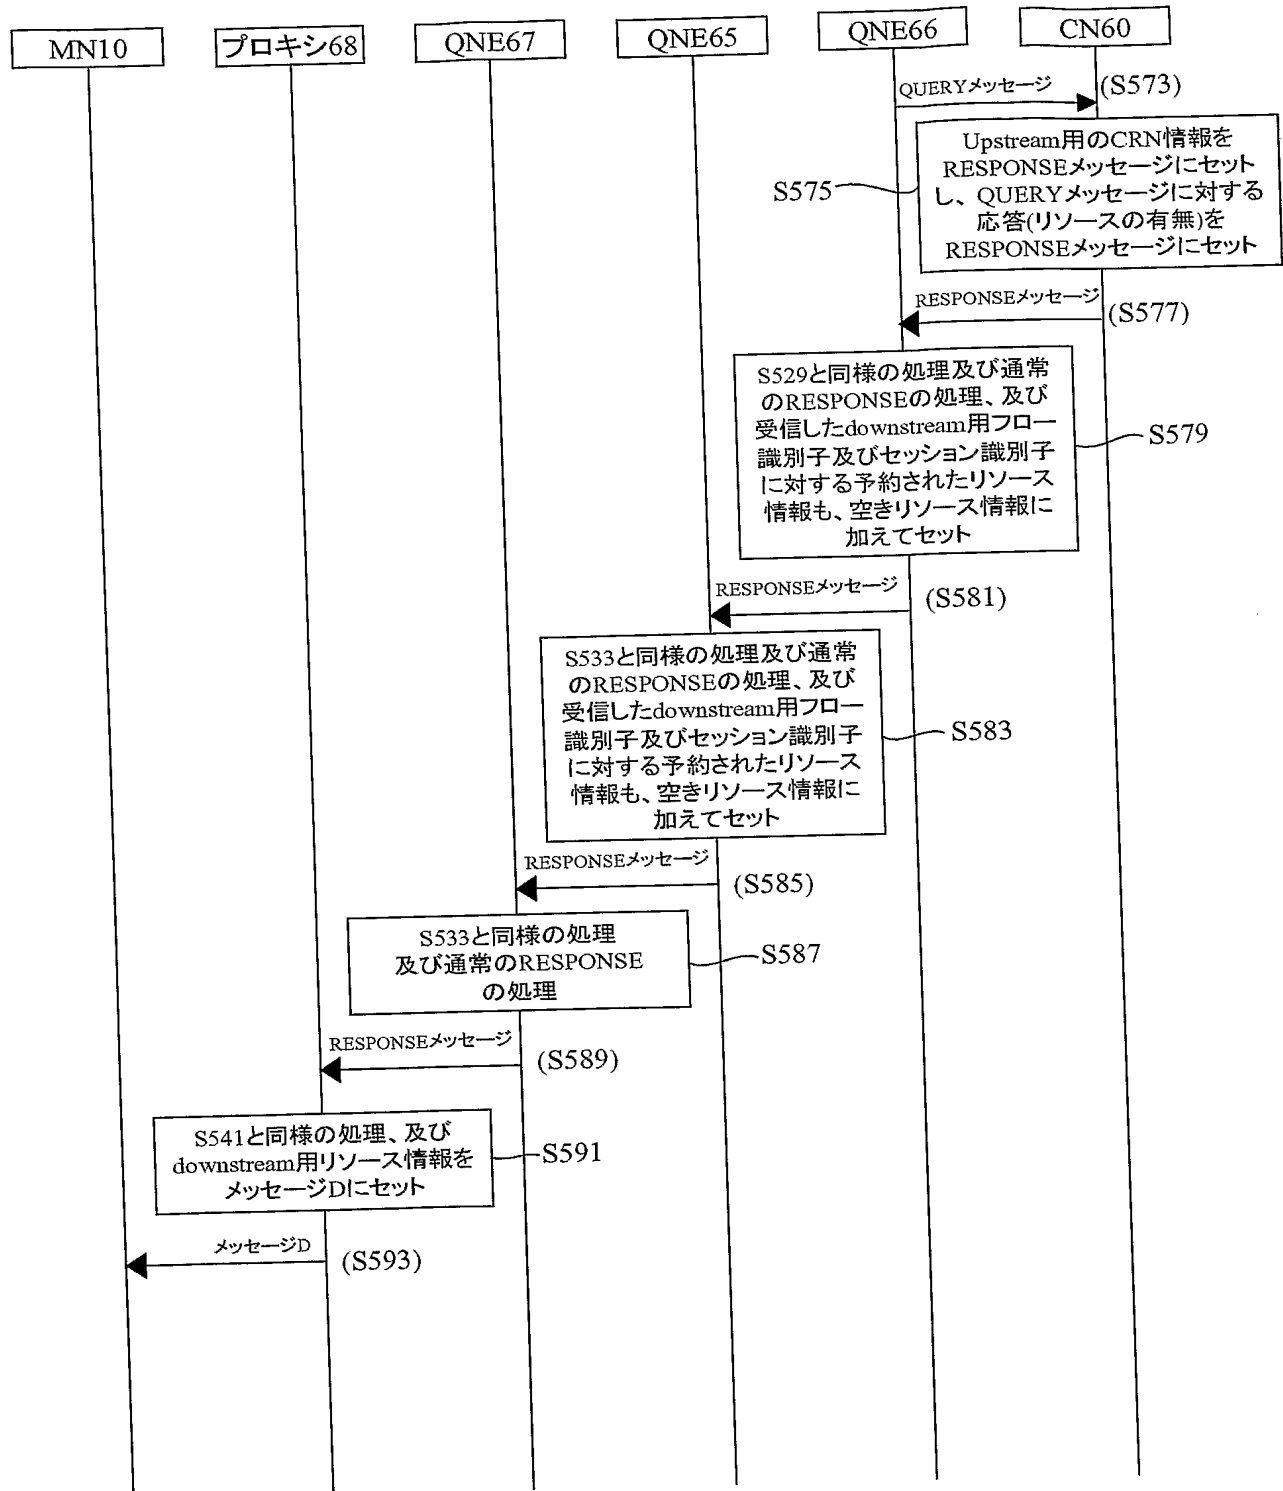 MN10
プロキシ68
QNE67
QNE65
QNE66
CN60
QUERYメッセージ
(S573)
Upstream用のCRN情報を
RESPONSEメッセージにセット
し、QUERYメッセージに対する
応答(リソースの有無)を
RESPONSEメッセージにセット
S575
RESPONSEメッセージ
(S577)
S529と同様の処理及び通常
のRESPONSEの処理、及び
受信したdownstream用フロー
識別子及びセッション識別子
に対する予約されたリソース
情報も、空きリソース情報に
加えてセット
S579
RESPONSEメッセージ
(S581)
S533と同様の処理及び通常
のRESPONSEの処理、及び
受信したdownstream用フロー
識別子及びセッション識別子
に対する予約されたリソース
情報も、空きリソース情報に
加えてセット
S583
RESPONSEメッセージ
(S585)
S533と同様の処理
及び通常のRESPONSE
の処理
S587
RESPONSEメッセージ
(S589)
S541と同様の処理、及び
downstream用リソース情報を
メッセージDにセット
S591
メッセージD
(S593)